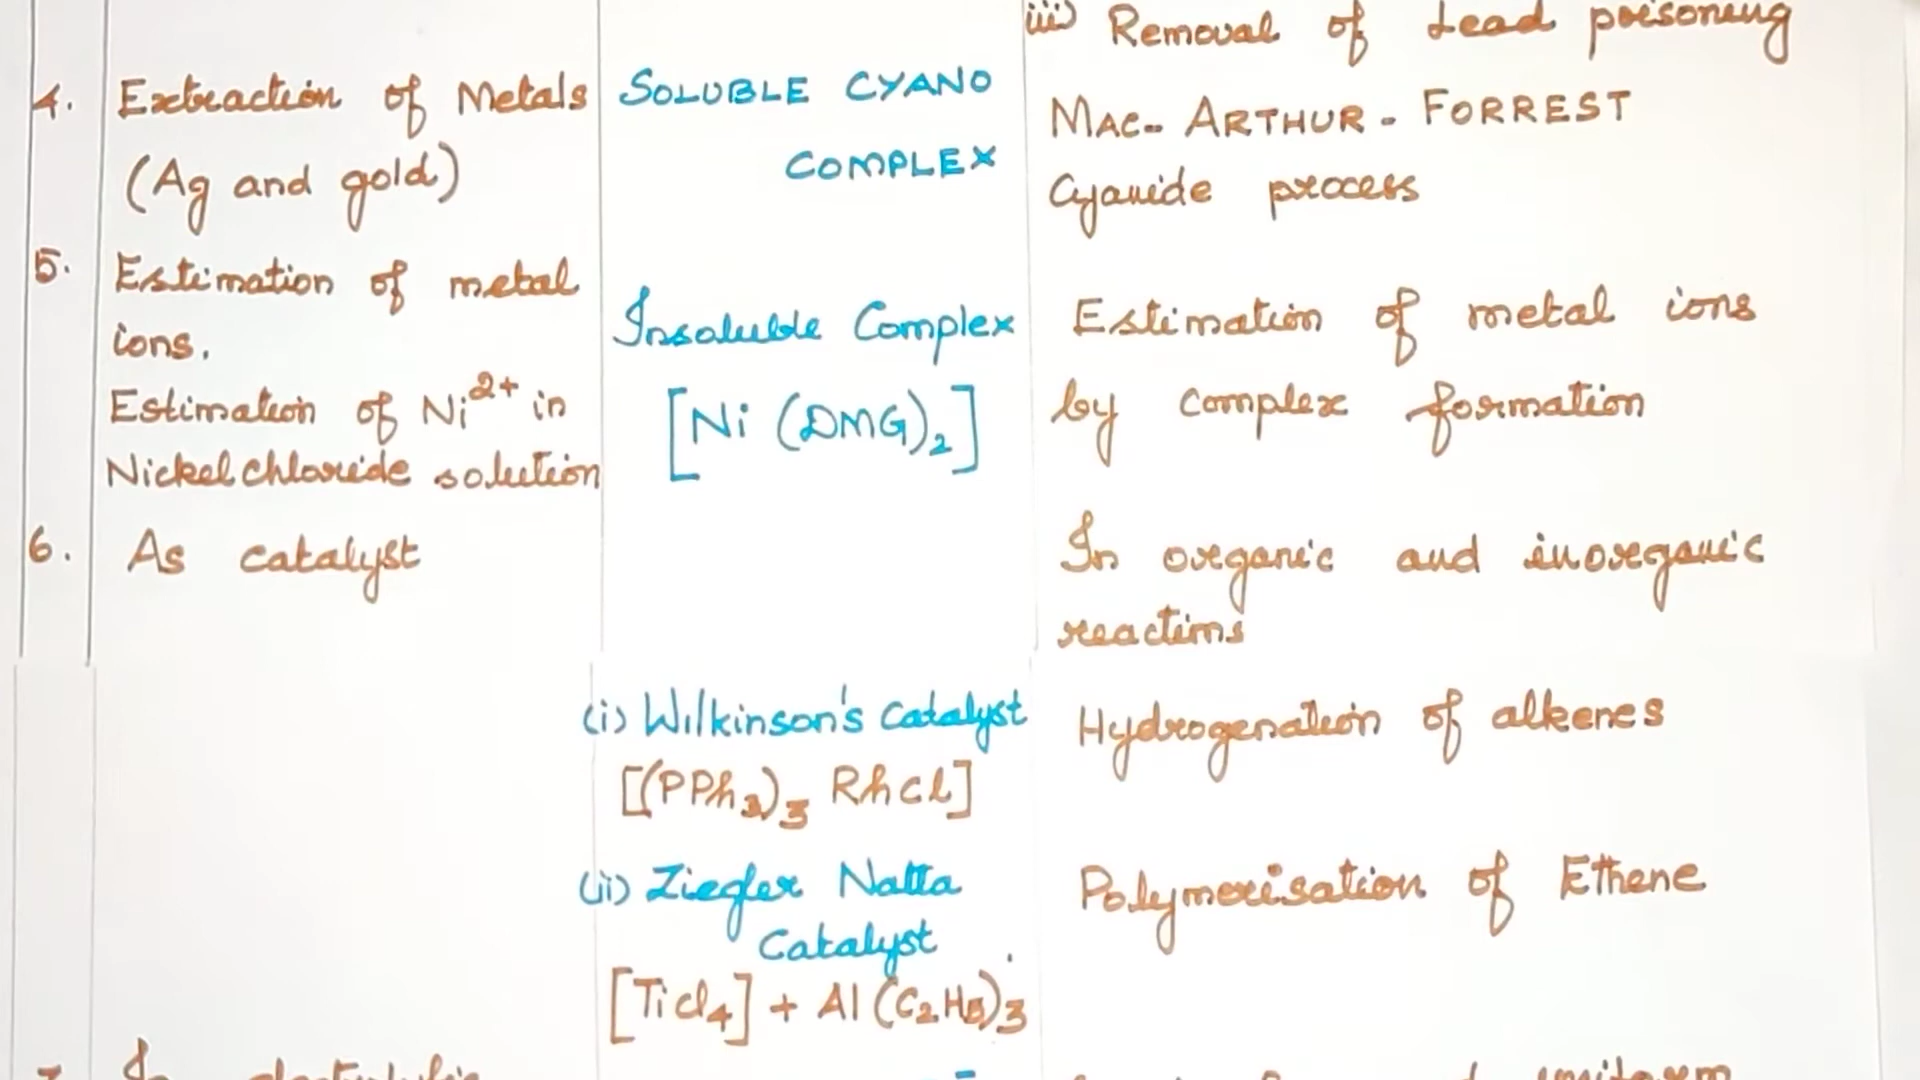 iii) Removal of Lead poisoning
4. Extraction of Metals
(Ag and gold)
SOLUBLE CYANO
COMPLEX
MAC- ARTHUR - FORREST
Cyanide process
5. Estimation of metal
ions.
Estimation of Ni²⁺ in
Nickel chloride solution
Insoluble Complex
[Ni (DMG)₂]
Estimation of metal ions
by complex formation
6. As catalyst
In organic and inorganic
reactions
(i) Wilkinson's catalyst
[(PPh₃)₃ RhCl]
Hydrogenation of alkenes
(ii) Ziegler Natta
Catalyst
[TiCl₄] + Al (C₂H₅)₃
Polymerisation of Ethene